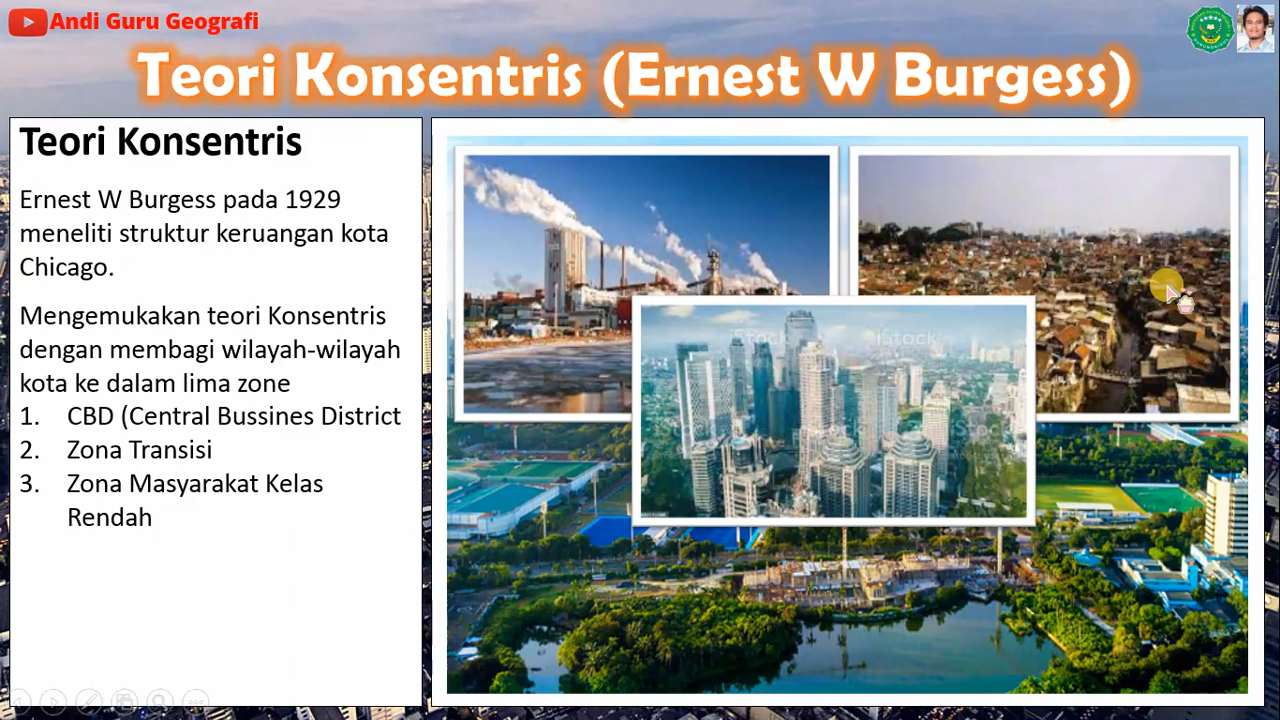 Andi Guru Geografi
Teori Konsentris (Ernest W Burgess)
Teori Konsentris
Ernest W Burgess pada 1929
meneliti struktur keruangan kota
Chicago.
Mengemukakan teori Konsentris
dengan membagi wilayah-wilayah
kota ke dalam lima zone
1. CBD (Central Bussines District
2. Zona Transisi
3. Zona Masyarakat Kelas
Rendah
iStock
iStock